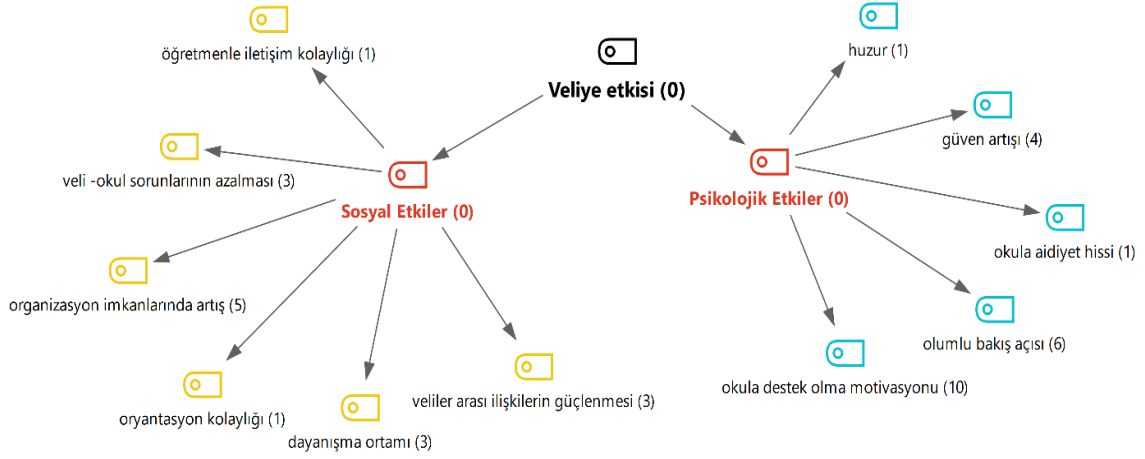 öğretmenle iletişim kolaylığı (1)
huzur (1)
Veliye etkisi (0)
güven artışı (4)
veli -okul sorunlarının azalması (3)
Psikolojik Etkiler (0)
Sosyal Etkiler (0)
okula aidiyet hissi (1)
organizasyon imkanlarında artış (5)
olumlu bakış açısı (6)
okula destek olma motivasyonu (10)
veliler arası ilişkilerin güçlenmesi (3)
oryantasyon kolaylığı (1)
dayanışma ortamı (3)